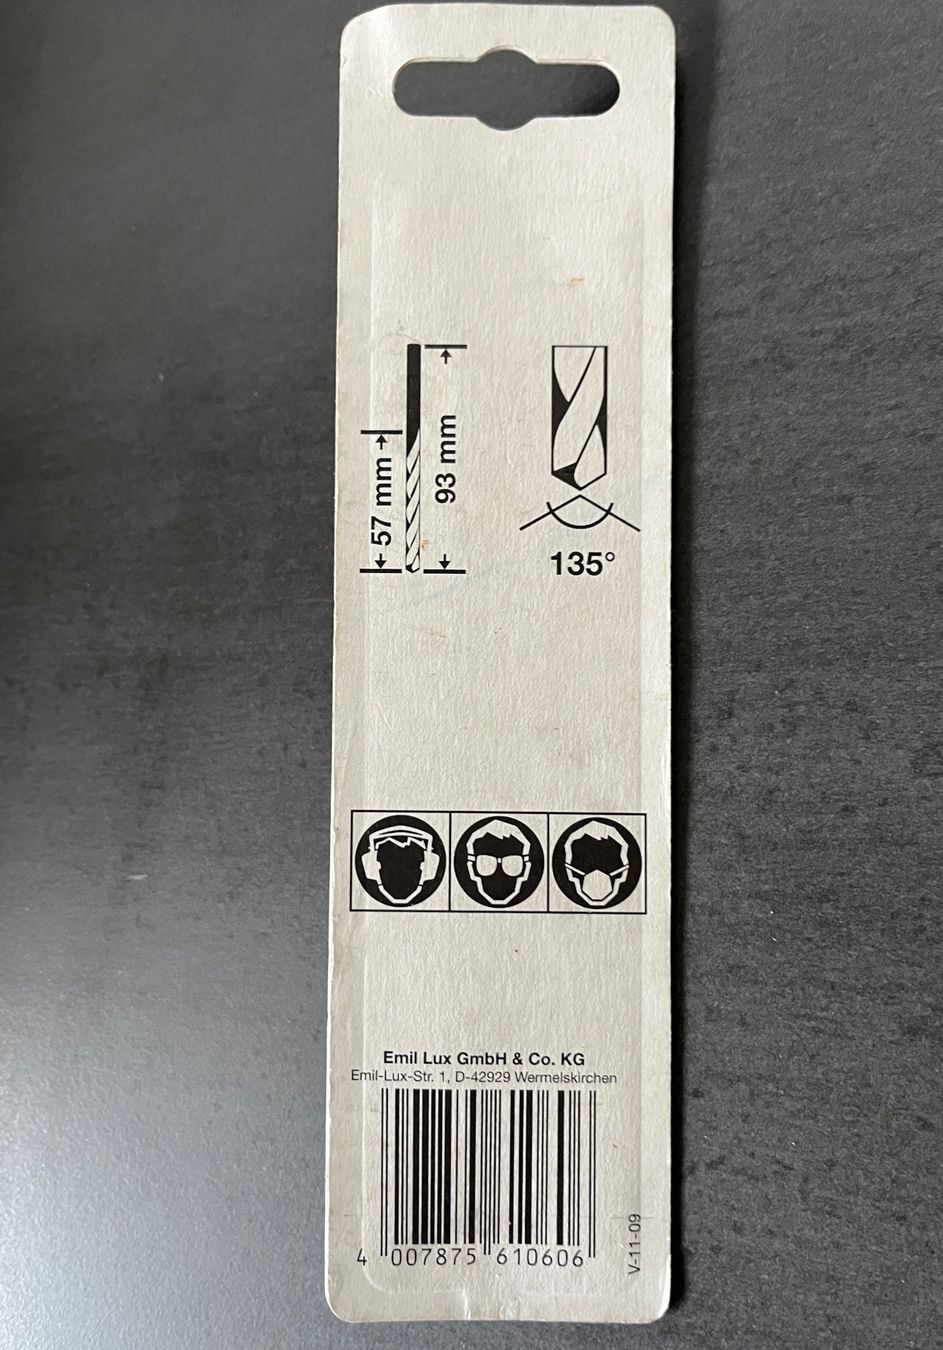 57 mm
93 mm
135°
Emil Lux GmbH & Co. KG
Emil-Lux-Str. 1, D-42929 Wermelskirchen
4 007875 610606
V-11-09